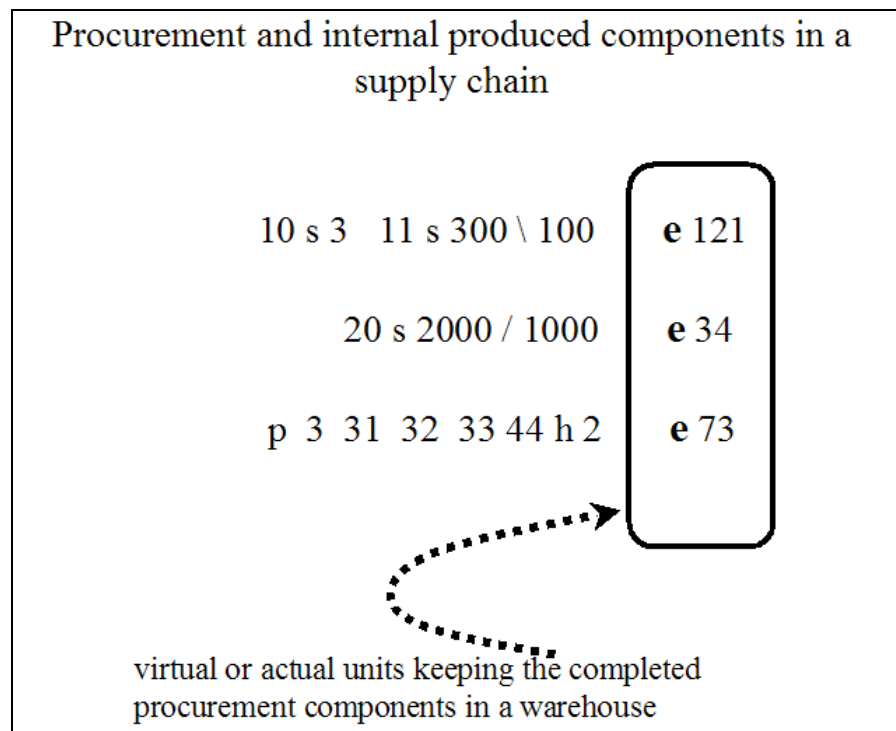 Procurement and internal produced components in a
supply chain
10 s 3 11 s 300 \ 100 e 121
20 s 2000 / 1000 e 34
p 3 31 32 33 44 h 2 e 73
virtual or actual units keeping the completed
procurement components in a warehouse